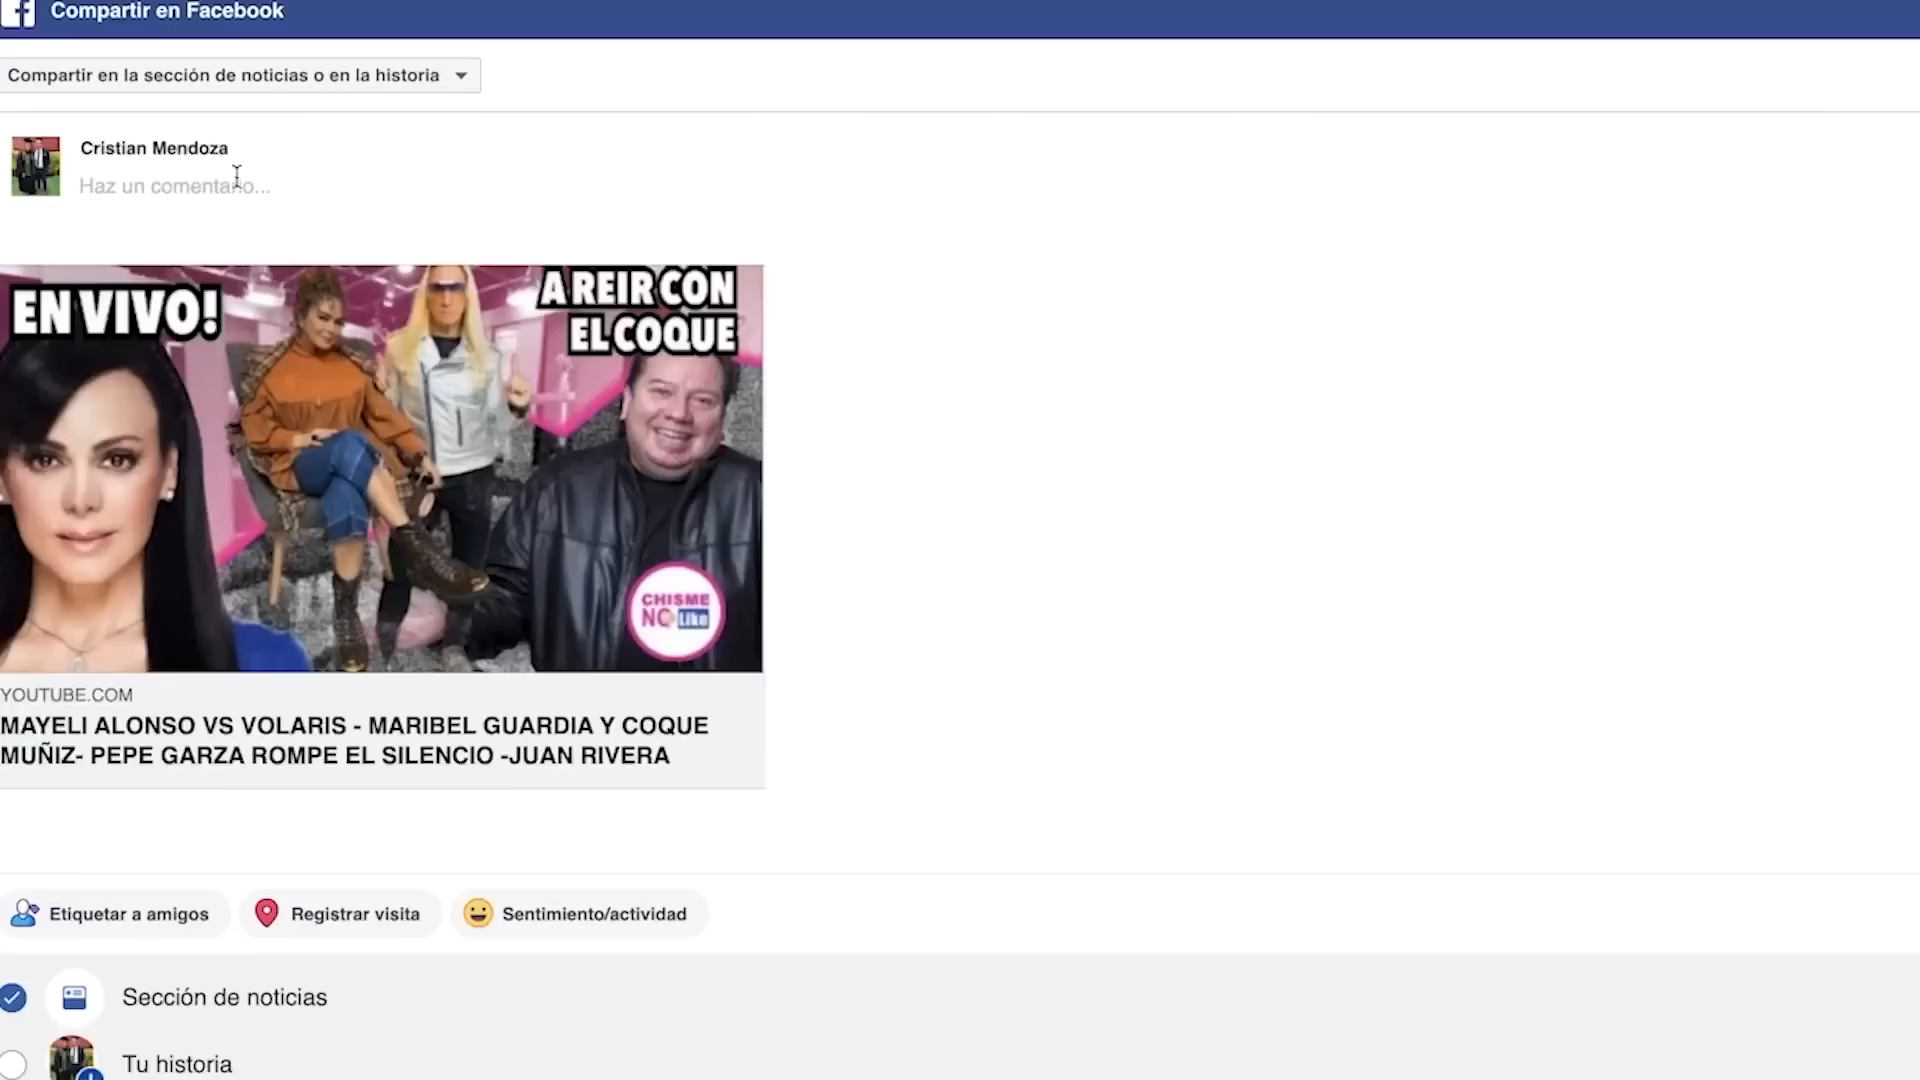 Compartir en Facebook
Compartir en la sección de noticias o en la historia
Cristian Mendoza
Haz un comentario...
EN VIVO!
A REIR CON
EL COQUE
CHISME
NO Like
YOUTUBE.COM
MAYELI ALONSO VS VOLARIS - MARIBEL GUARDIA Y COQUE
MUÑIZ- PEPE GARZA ROMPE EL SILENCIO -JUAN RIVERA
Etiquetar a amigos
Registrar visita
Sentimiento/actividad
Sección de noticias
Tu historia